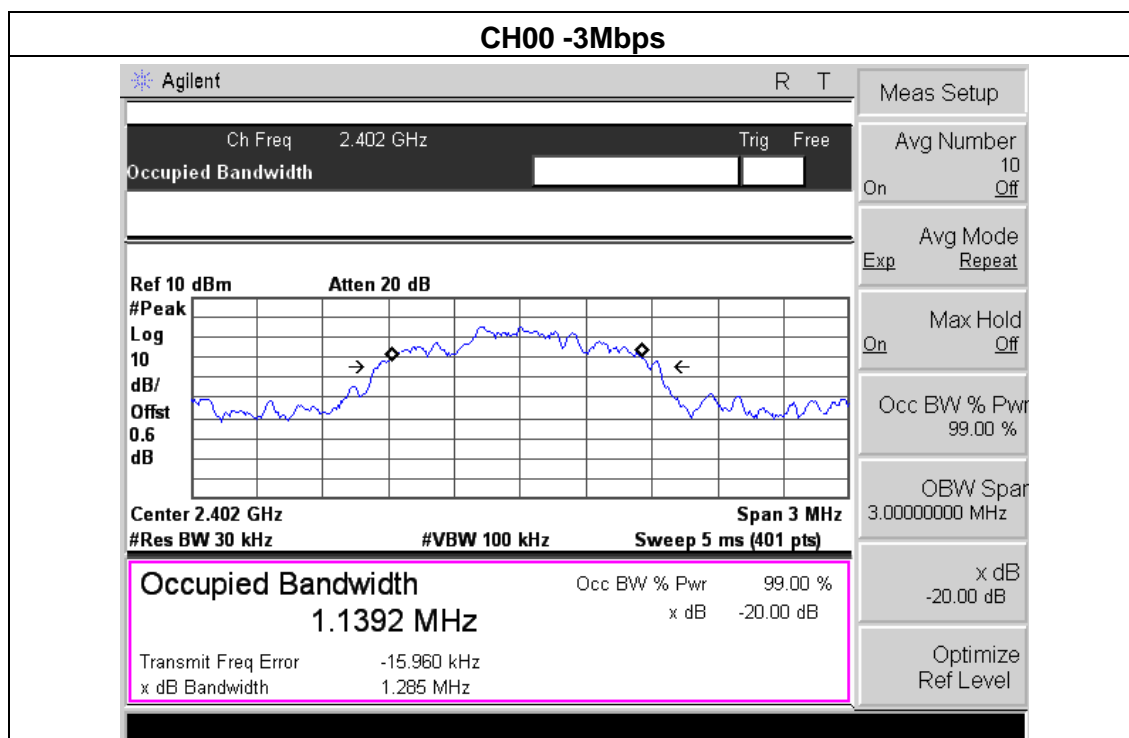 CH00 -3Mbps
Agilent R T
Ch Freq 2.402 GHz Trig Free
Occupied Bandwidth
Ref 10 dBm Atten 20 dB
#Peak
Log
10
dB/
Offst
0.6
dB
Center 2.402 GHz Span 3 MHz
#Res BW 30 kHz #VBW 100 kHz Sweep 5 ms (401 pts)
Occupied Bandwidth Occ BW % Pwr 99.00 %
1.1392 MHz x dB -20.00 dB
Transmit Freq Error -15.960 kHz
x dB Bandwidth 1.285 MHz
Meas Setup
Avg Number
10
On Off
Avg Mode
Exp Repeat
Max Hold
On Off
Occ BW % Pwr
99.00 %
OBW Span
3.00000000 MHz
x dB
-20.00 dB
Optimize
Ref Level